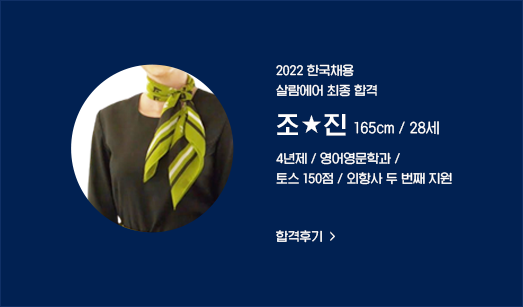 2022 한국채용
살람에어 최종 합격
조★진 165cm / 28세
4년제 / 영어영문학과 /
토스 150점 / 외항사 두 번째 지원
합격후기 >